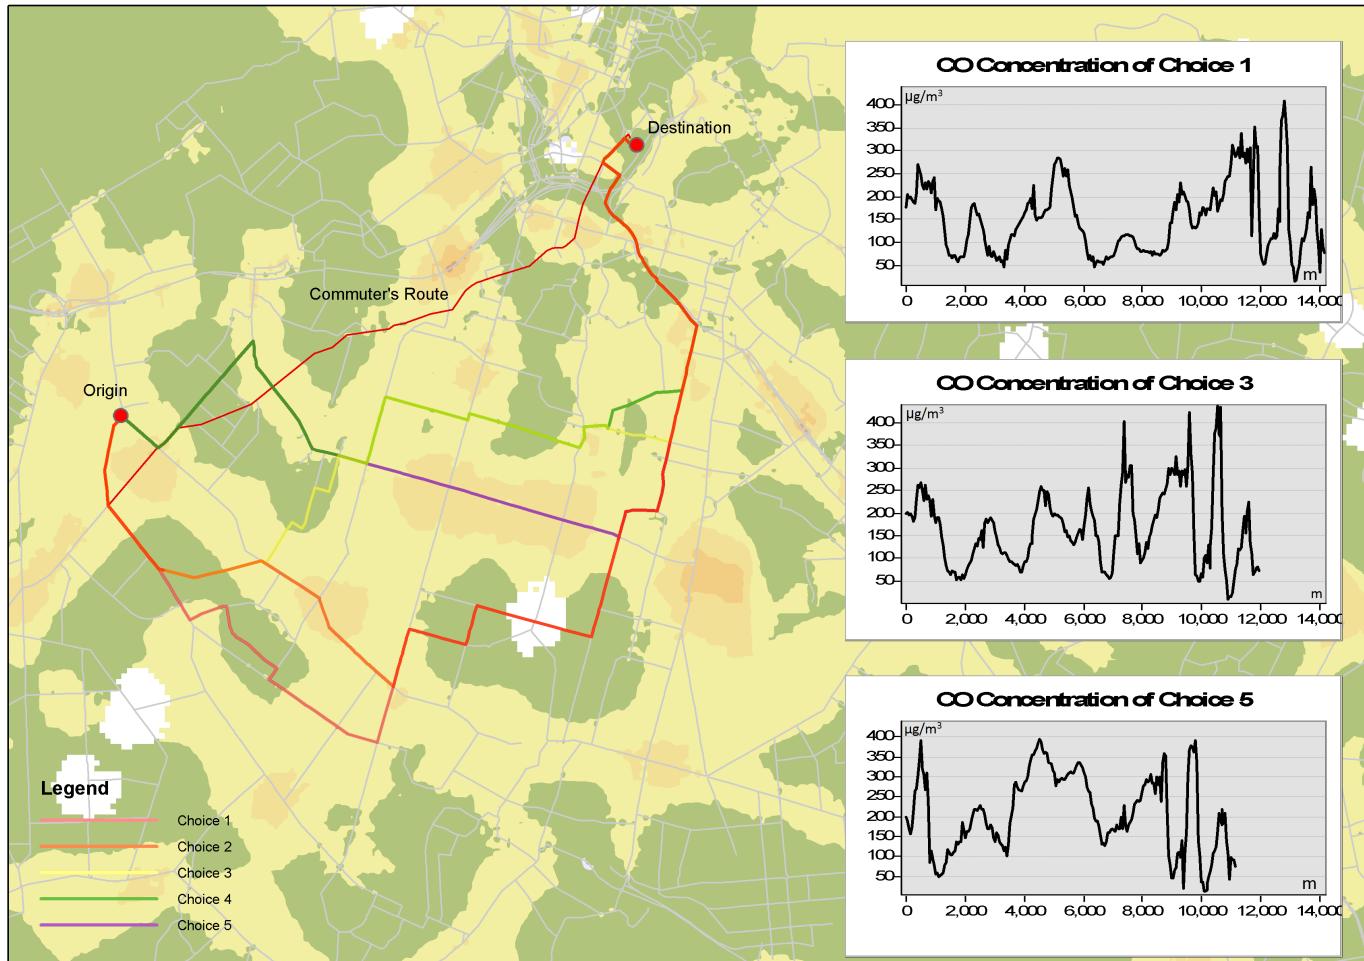 Destination
Commuter's Route
Origin
Legend
Choice 1
Choice 2
Choice 3
Choice 4
Choice 5
CO Concentration of Choice 1
µg/m³
400
350
300
250
200
150
100
50
m
0 2,000 4,000 6,000 8,000 10,000 12,000 14,000
CO Concentration of Choice 3
µg/m³
400
350
300
250
200
150
100
50
m
0 2,000 4,000 6,000 8,000 10,000 12,000 14,000
CO Concentration of Choice 5
µg/m³
400
350
300
250
200
150
100
50
m
0 2,000 4,000 6,000 8,000 10,000 12,000 14,000